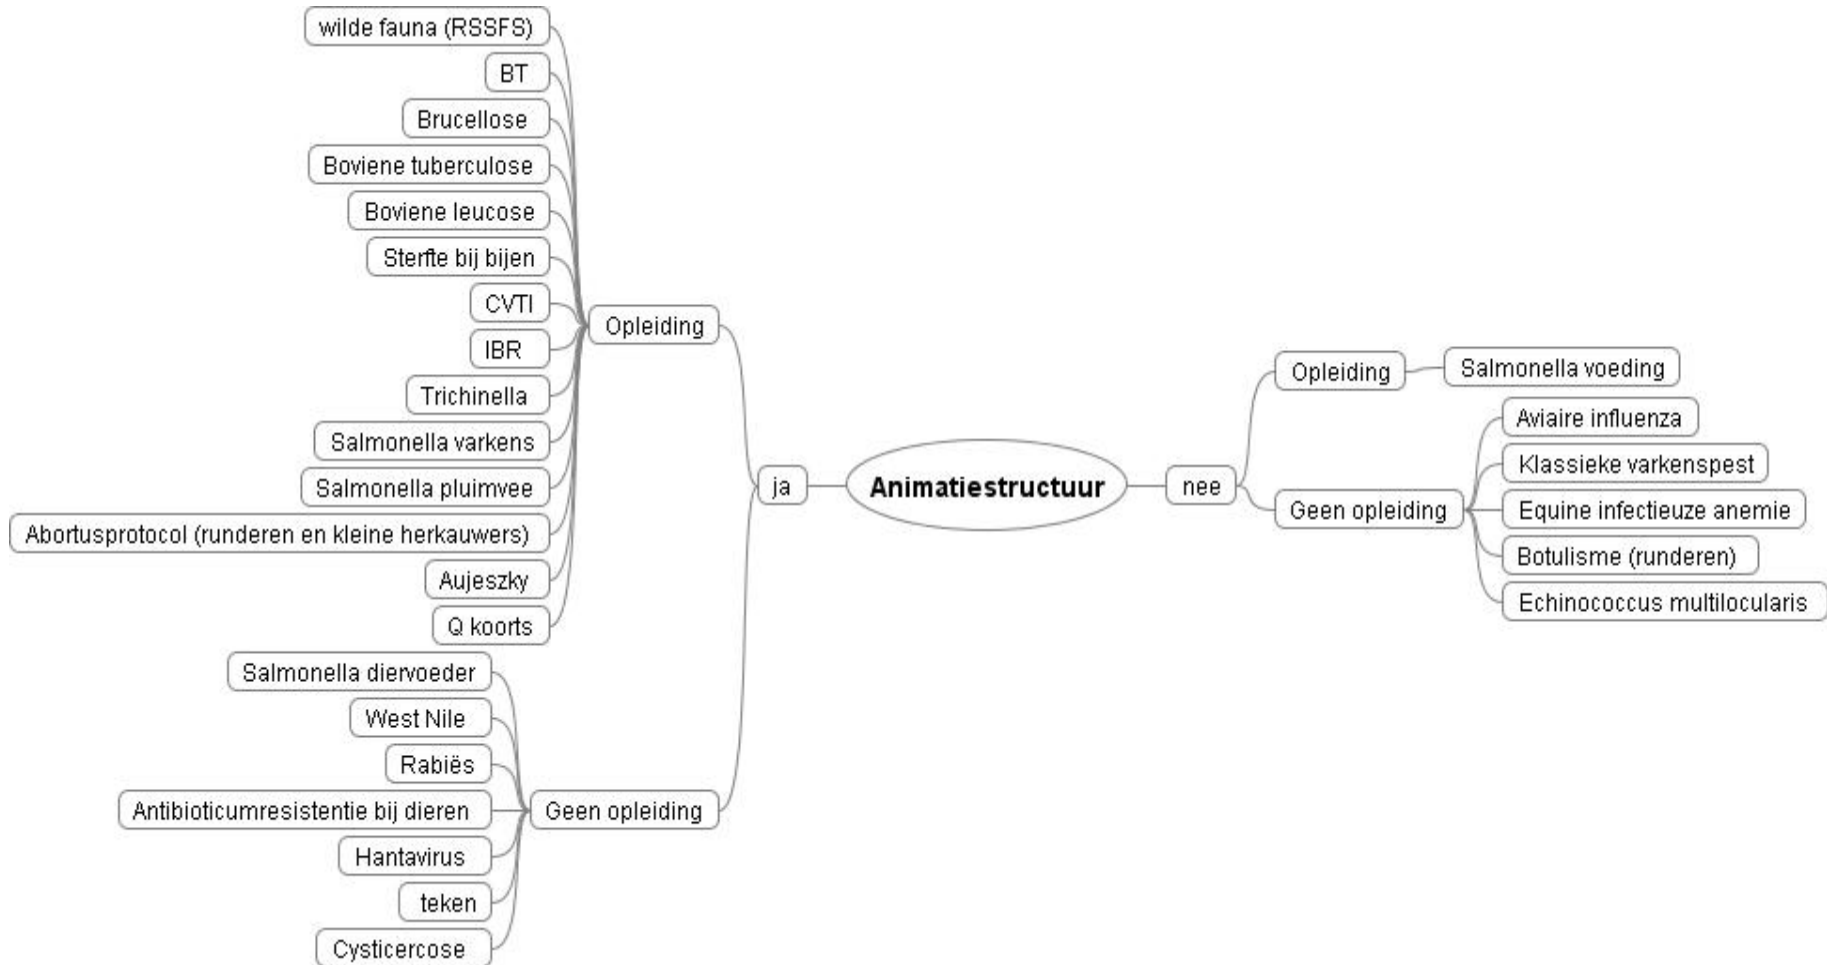 wilde fauna (RSSFS)
BT
Brucellose
Boviene tuberculose
Boviene leucose
Sterfte bij bijen
CVTI
IBR
Trichinella
Salmonella varkens
Salmonella pluimvee
Abortusprotocol (runderen en kleine herkauwers)
Aujeszky
Q koorts
Opleiding
Salmonella diervoeder
West Nile
Rabiës
Antibioticumresistentie bij dieren
Hantavirus
teken
Cysticercose
Geen opleiding
ja
Animatiestructuur
nee
Opleiding
Salmonella voeding
Geen opleiding
Aviaire influenza
Klassieke varkenspest
Equine infectieuze anemie
Botulisme (runderen)
Echinococcus multilocularis